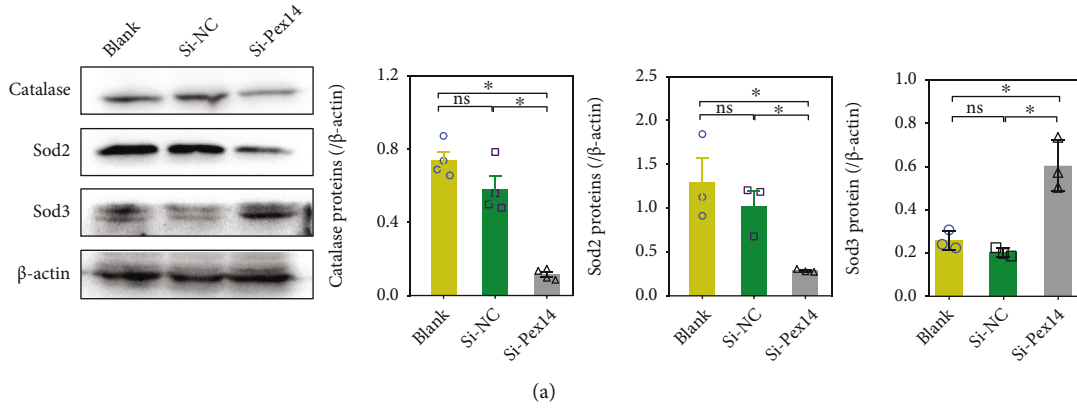 Blank Si-NC Si-Pex14
Catalase
Sod2
Sod3
β-actin
Catalase proteins (/β-actin)
1.2
0.8
0.4
0.0
*
ns *
Blank Si-NC Si-Pex14
Sod2 proteins (/β-actin)
2.5
2.0
1.5
1.0
0.5
0.0
*
ns *
Blank Si-NC Si-Pex14
Sod3 protein (/β-actin)
1.0
0.8
0.6
0.4
0.2
0.0
*
ns *
Blank Si-NC Si-Pex14
(a)